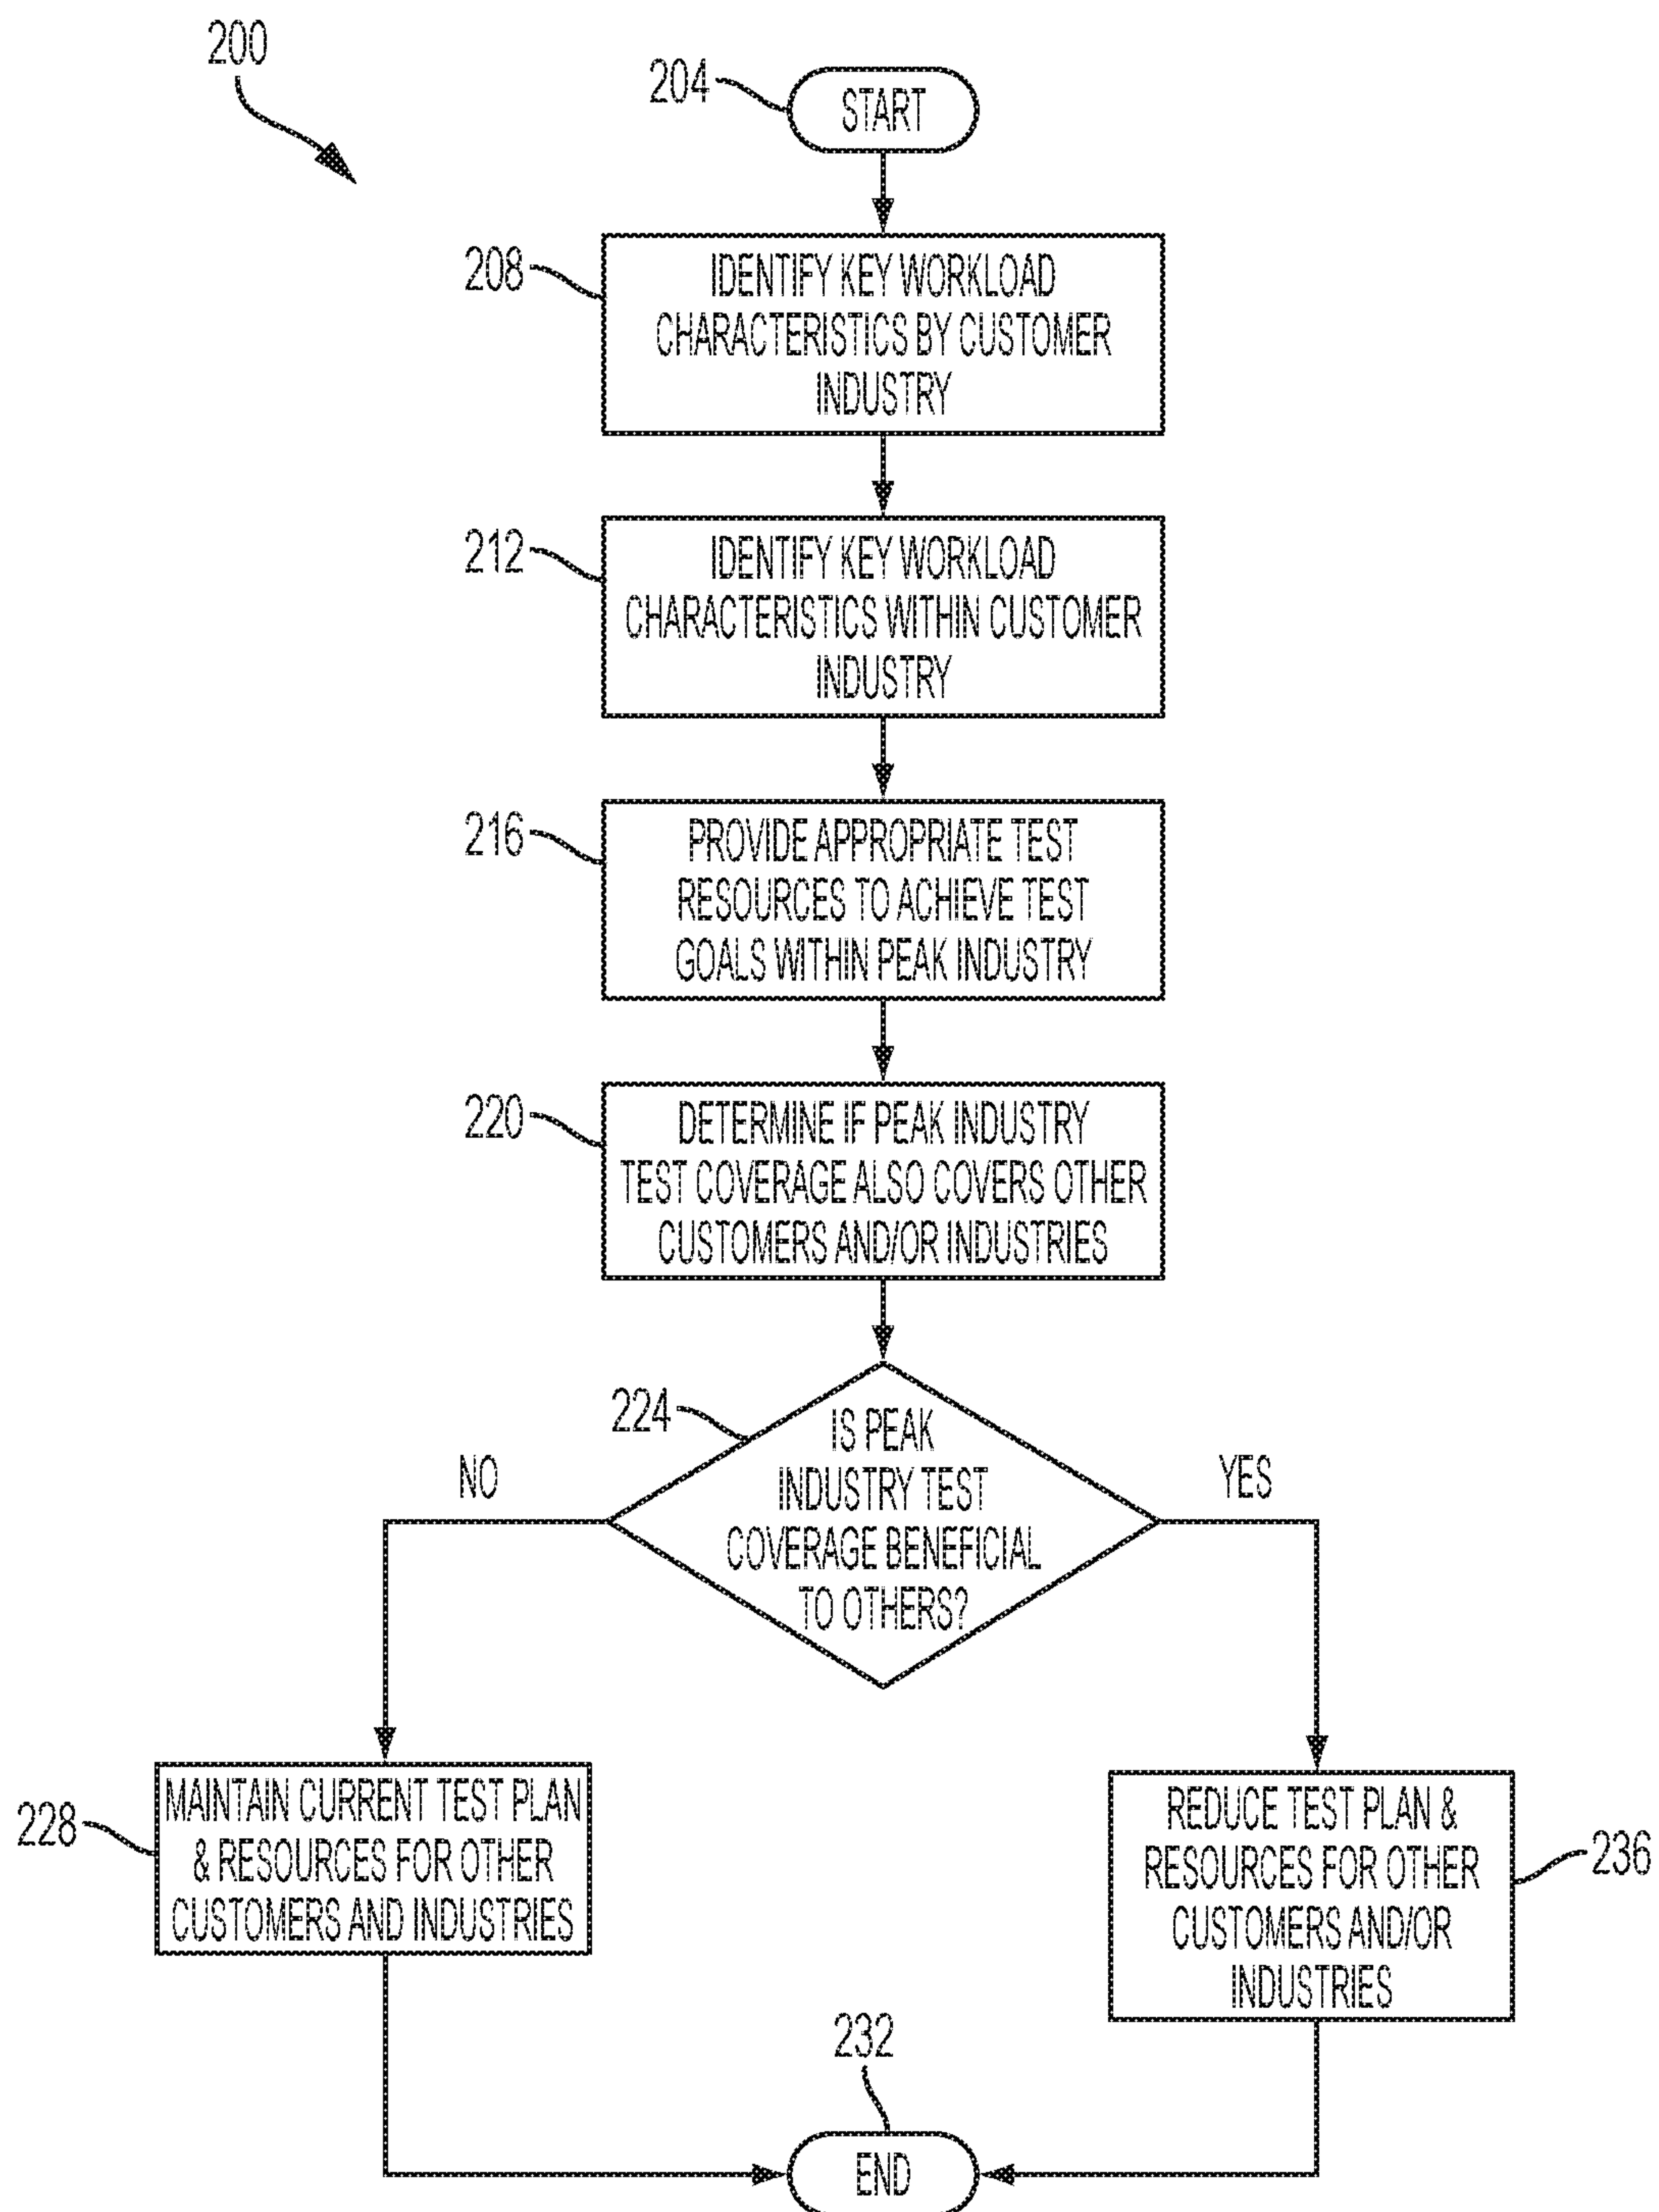 200
204
START
208
IDENTIFY KEY WORKLOAD
CHARACTERISTICS BY CUSTOMER
INDUSTRY
212
IDENTIFY KEY WORKLOAD
CHARACTERISTICS WITHIN CUSTOMER
INDUSTRY
216
PROVIDE APPROPRIATE TEST
RESOURCES TO ACHIEVE TEST
GOALS WITHIN PEAK INDUSTRY
220
DETERMINE IF PEAK INDUSTRY
TEST COVERAGE ALSO COVERS OTHER
CUSTOMERS AND/OR INDUSTRIES
224
IS PEAK
INDUSTRY TEST
COVERAGE BENEFICIAL
TO OTHERS?
NO
YES
228
MAINTAIN CURRENT TEST PLAN
& RESOURCES FOR OTHER
CUSTOMERS AND INDUSTRIES
REDUCE TEST PLAN &
RESOURCES FOR OTHER
CUSTOMERS AND/OR
INDUSTRIES
236
232
END